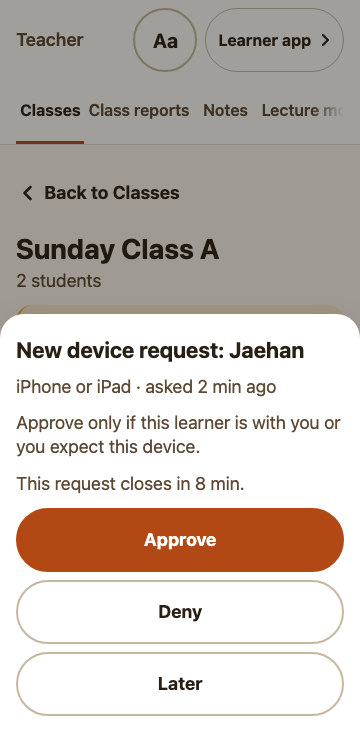 Teacher
Aa
Learner app
Classes
Class reports
Notes
Lecture mo
Back to Classes
Sunday Class A
2 students
New device request: Jaehan
iPhone or iPad · asked 2 min ago
Approve only if this learner is with you or
you expect this device.
This request closes in 8 min.
Approve
Deny
Later